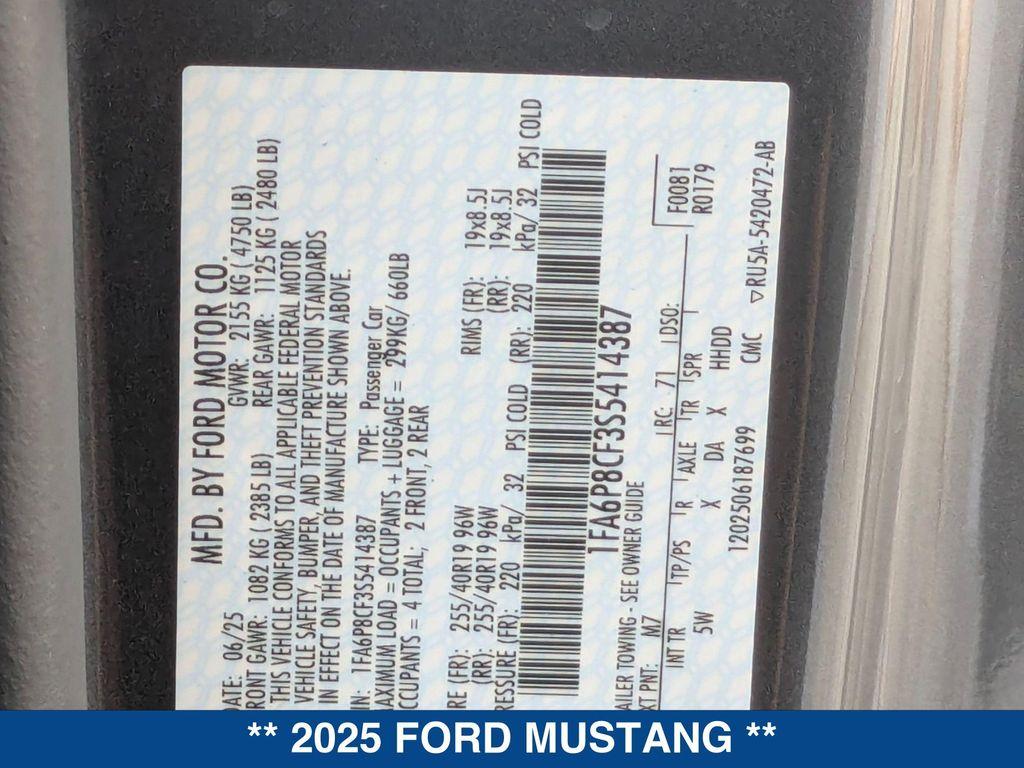 MFD. BY FORD MOTOR CO.
DATE: 06/25 GVWR: 2155 KG ( 4750 LB)
RONT GAWR: 1082 KG ( 2385 LB) REAR GAWR: 1125 KG ( 2480 LB)
THIS VEHICLE CONFORMS TO ALL APPLICABLE FEDERAL MOTOR
VEHICLE SAFETY, BUMPER, AND THEFT PREVENTION STANDARDS
IN EFFECT ON THE DATE OF MANUFACTURE SHOWN ABOVE.
IN: 1FA6P8CF3S5414387 TYPE: Passenger Car
AXIMUM LOAD = OCCUPANTS + LUGGAGE = 299KG/ 660LB
CCUPANTS = 4 TOTAL; 2 FRONT, 2 REAR
RE (FR): 255/40R19 96W RIMS (FR): 19x8.5J
(RR): 255/40R19 96W (RR): 19x8.5J
RESSURE (FR): 220 kPa/ 32 PSI COLD (RR): 220 kPa/ 32 PSI COLD
1FA6P8CF3S5414387
AILER TOWING - SEE OWNER GUIDE
XT PNT: M7 RC: 71 DSO: F0081
INT TR TP/PS R AXLE TR SPR R0179
5W X DA X HHDD
1202506187699 CMC ▽RU5A-5420472-AB
** 2025 FORD MUSTANG **